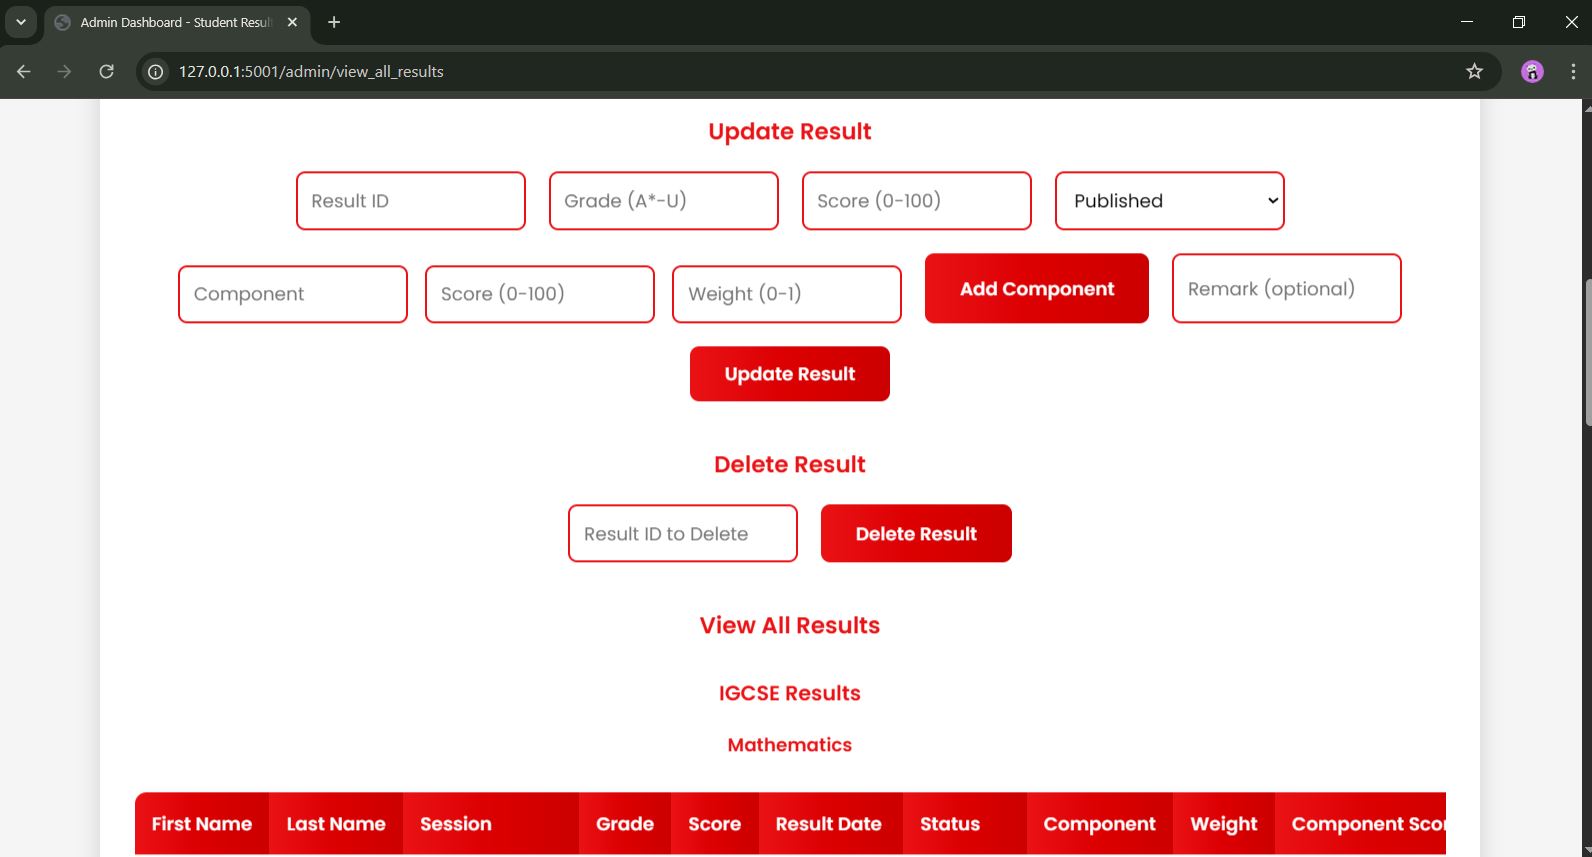 Admin Dashboard - Student Resul
127.0.0.1:5001/admin/view_all_results
Update Result
Result ID
Grade (A*-U)
Score (0-100)
Published
Component
Score (0-100)
Weight (0-1)
Add Component
Remark (optional)
Update Result
Delete Result
Result ID to Delete
Delete Result
View All Results
IGCSE Results
Mathematics
First Name Last Name Session Grade Score Result Date Status Component Weight Component Scor